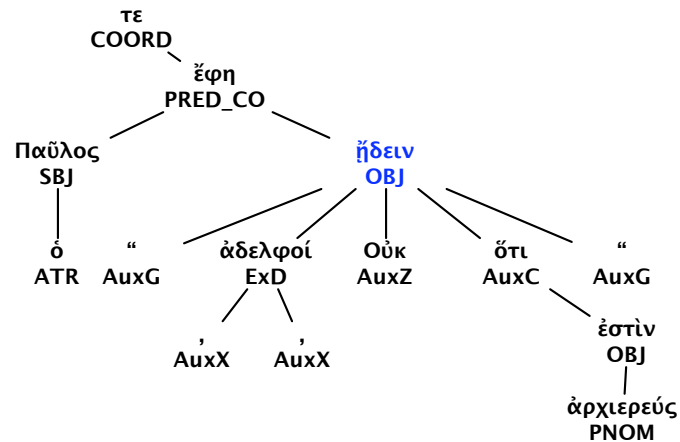 τε
COORD
ἔφη
PRED_CO
Παῦλος ᾔδειν
SBJ OBJ
ὁ “ ἀδελφοί Οὐκ ὅτι “
ATR AuxG ExD AuxZ AuxC AuxG
, , ἐστὶν
AuxX AuxX OBJ
ἀρχιερεύς
PNOM